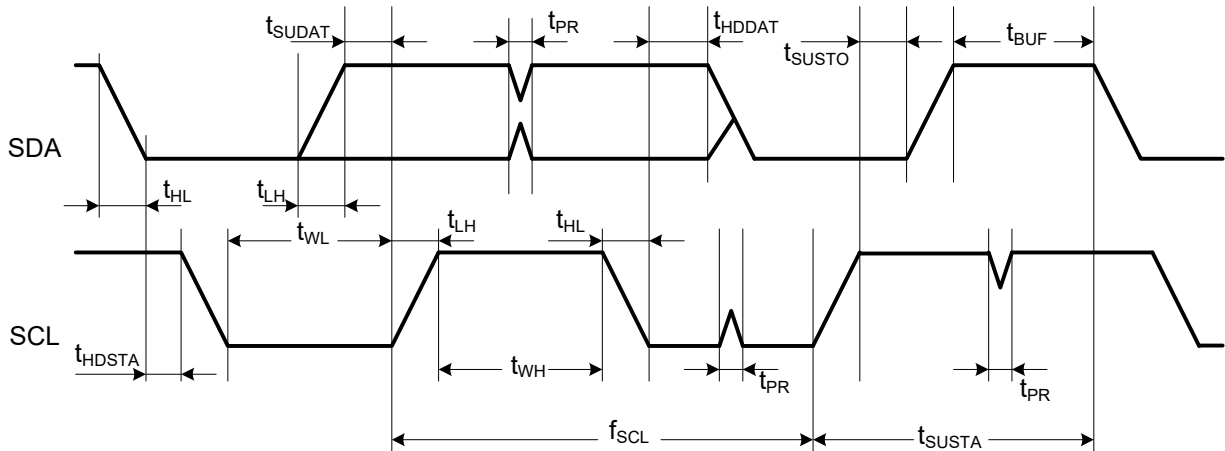 tSUDAT
tPR
tHDDAT
tSUSTO
tBUF
SDA
tHL
tLH
tWL
tLH
tHL
SCL
tHDSTA
tWH
tPR
tPR
fSCL
tSUSTA